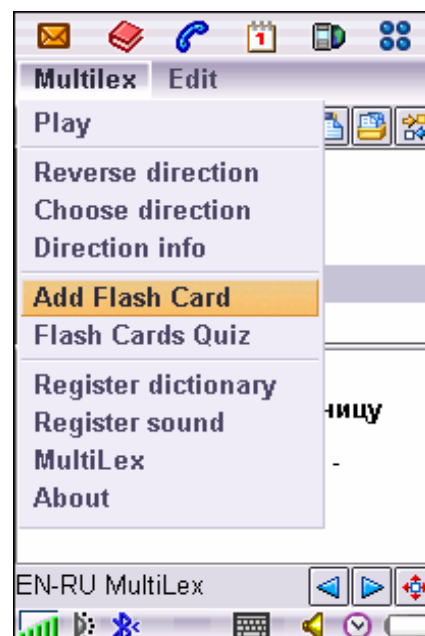 1
Multilex Edit
Play
Reverse direction
Choose direction
Direction info
Add Flash Card
Flash Cards Quiz
Register dictionary
Register sound
MultiLex
About
ницу
-
EN-RU MultiLex